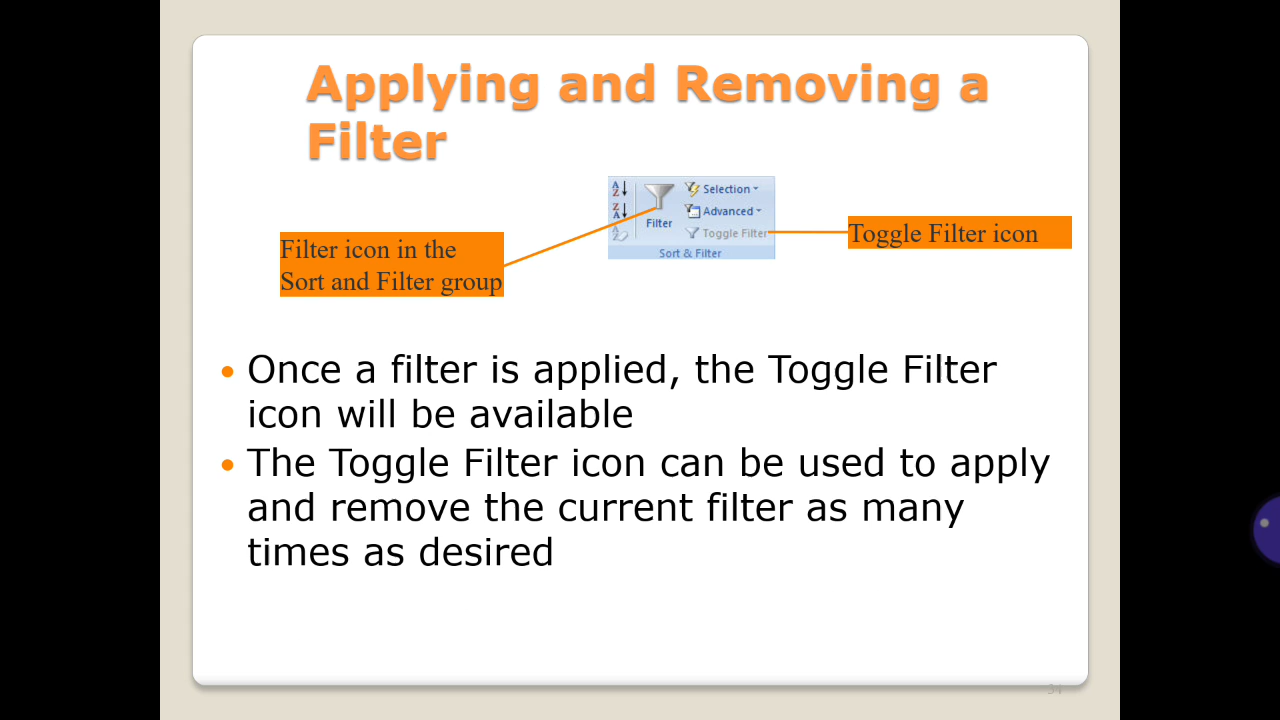 Applying and Removing a
Filter
Selection
Advanced
Filter
Toggle Filter
Sort & Filter
Filter icon in the
Sort and Filter group
Toggle Filter icon
• Once a filter is applied, the Toggle Filter
icon will be available
• The Toggle Filter icon can be used to apply
and remove the current filter as many
times as desired